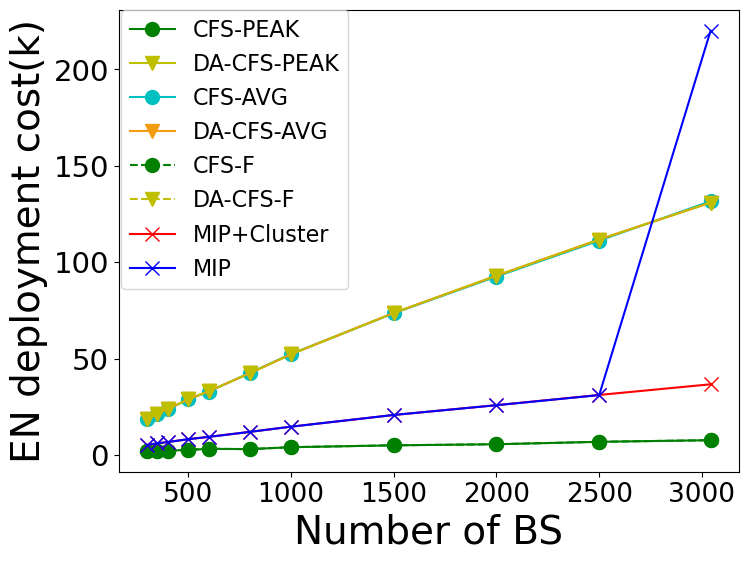 CFS-PEAK
DA-CFS-PEAK
CFS-AVG
DA-CFS-AVG
CFS-F
DA-CFS-F
MIP+Cluster
MIP
EN deployment cost(k)
200
150
100
50
0
500 1000 1500 2000 2500 3000
Number of BS